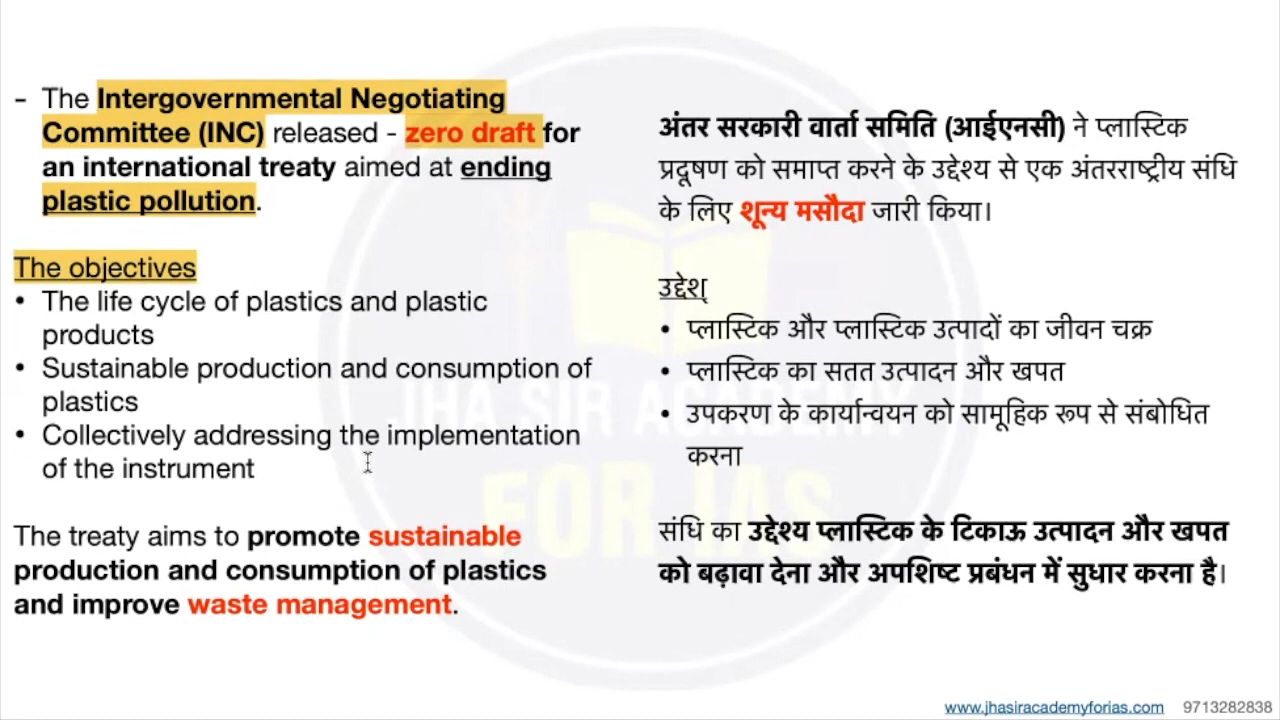 - The Intergovernmental Negotiating
Committee (INC) released - zero draft for
an international treaty aimed at ending
plastic pollution.
The objectives
• The life cycle of plastics and plastic
products
• Sustainable production and consumption of
plastics
• Collectively addressing the implementation
of the instrument
The treaty aims to promote sustainable
production and consumption of plastics
and improve waste management.
अंतर सरकारी वार्ता समिति (आईएनसी) ने प्लास्टिक
प्रदूषण को समाप्त करने के उद्देश्य से एक अंतरराष्ट्रीय संधि
के लिए शून्य मसौदा जारी किया।
उद्देश्
• प्लास्टिक और प्लास्टिक उत्पादों का जीवन चक्र
• प्लास्टिक का सतत उत्पादन और खपत
• उपकरण के कार्यान्वयन को सामूहिक रूप से संबोधित
करना
संधि का उद्देश्य प्लास्टिक के टिकाऊ उत्पादन और खपत
को बढ़ावा देना और अपशिष्ट प्रबंधन में सुधार करना है।
JHA SIR ACADEMY
FOR IAS
www.jhasiracademyforias.com 9713282838